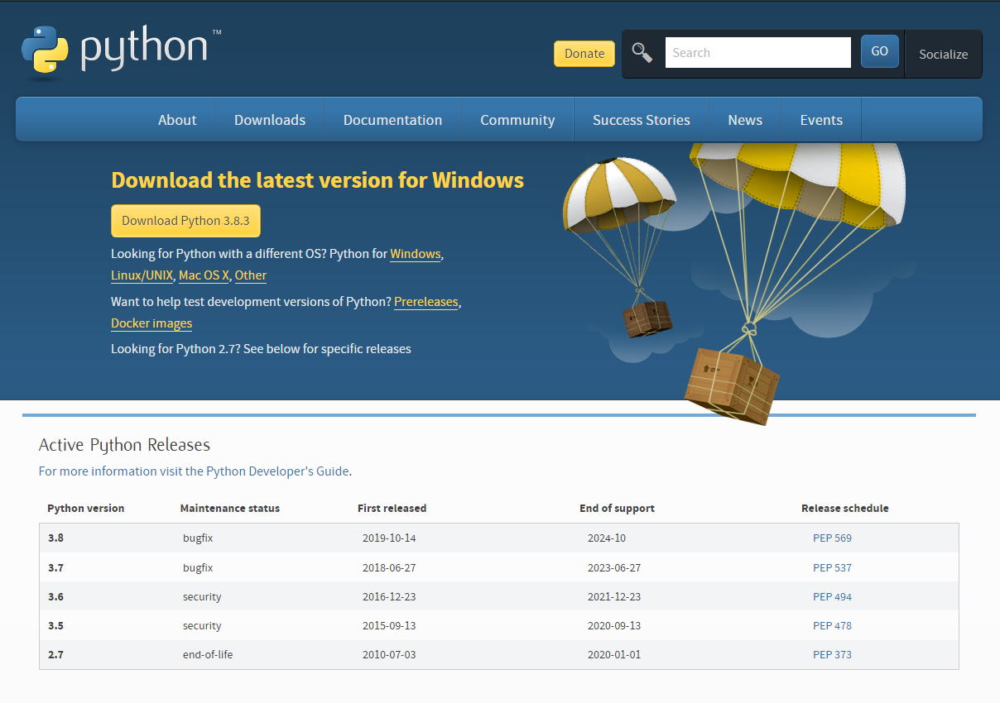 python™
Donate
Search
GO
Socialize
About Downloads Documentation Community Success Stories News Events
Download the latest version for Windows
Download Python 3.8.3
Looking for Python with a different OS? Python for Windows,
Linux/UNIX, Mac OS X, Other
Want to help test development versions of Python? Prereleases,
Docker images
Looking for Python 2.7? See below for specific releases
Active Python Releases
For more information visit the Python Developer's Guide.
Python version Maintenance status First released End of support Release schedule
3.8 bugfix 2019-10-14 2024-10 PEP 569
3.7 bugfix 2018-06-27 2023-06-27 PEP 537
3.6 security 2016-12-23 2021-12-23 PEP 494
3.5 security 2015-09-13 2020-09-13 PEP 478
2.7 end-of-life 2010-07-03 2020-01-01 PEP 373